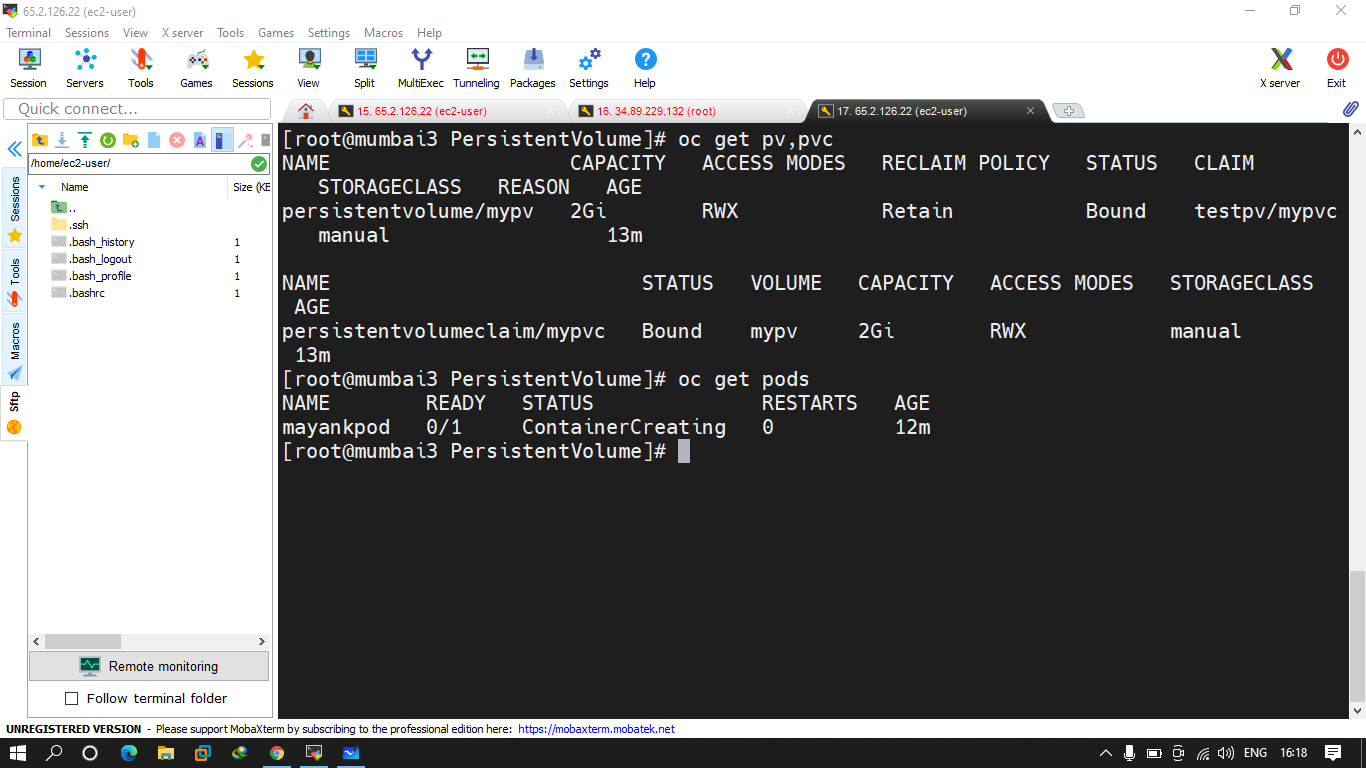 65.2.126.22 (ec2-user)
Terminal Sessions View X server Tools Games Settings Macros Help
Session Servers Tools Games Sessions View Split MultiExec Tunneling Packages Settings Help X server Exit
Quick connect...
15. 65.2.126.22 (ec2-user) 16. 34.89.229.132 (root) 17. 65.2.126.22 (ec2-user)
/home/ec2-user/
Name Size (KB
..
.ssh
.bash_history 1
.bash_logout 1
.bash_profile 1
.bashrc 1
Sessions
Tools
Macros
Sftp
Remote monitoring
Follow terminal folder
[root@mumbai3 PersistentVolume]# oc get pv,pvc
NAME CAPACITY ACCESS MODES RECLAIM POLICY STATUS CLAIM
STORAGECLASS REASON AGE
persistentvolume/mypv 2Gi RWX Retain Bound testpv/mypvc
manual 13m
NAME STATUS VOLUME CAPACITY ACCESS MODES STORAGECLASS
AGE
persistentvolumeclaim/mypvc Bound mypv 2Gi RWX manual
13m
[root@mumbai3 PersistentVolume]# oc get pods
NAME READY STATUS RESTARTS AGE
mayankpod 0/1 ContainerCreating 0 12m
[root@mumbai3 PersistentVolume]#
UNREGISTERED VERSION - Please support MobaXterm by subscribing to the professional edition here: https://mobaxterm.mobatek.net
ENG 16:18